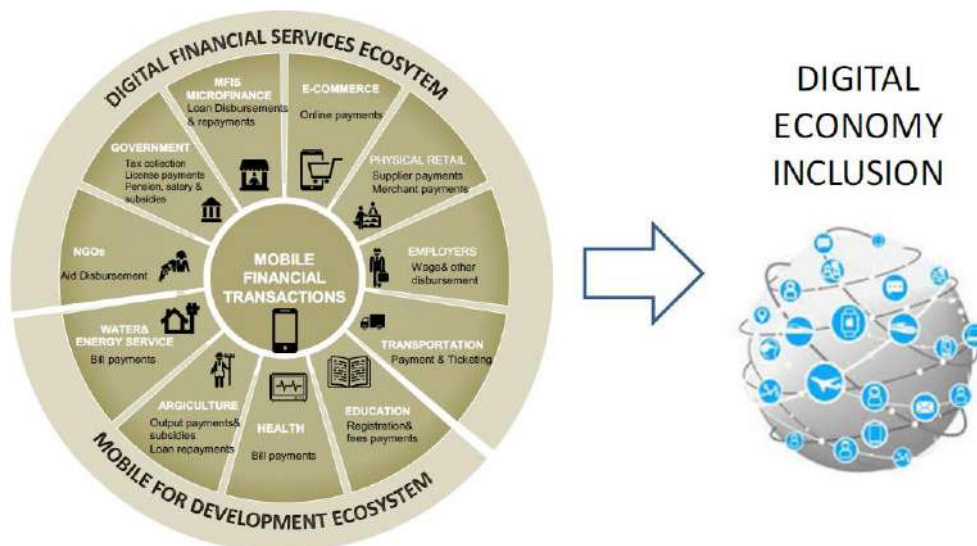 DIGITAL FINANCIAL SERVICES ECOSYTEM
MFIS
MICROFINANCE
Loan Disbursements
& repayments
E-COMMERCE
Online payments
GOVERNMENT
Tax collection
License payments
Pension, salary &
subsidies
PHYSICAL RETAIL
Supplier payments
Merchant payments
NGOs
Aid Disbursement
MOBILE
FINANCIAL
TRANSACTIONS
EMPLOYERS
Wage& other
disbursement
WATER&
ENERGY SERVICE
Bill payments
TRANSPORTATION
Payment & Ticketing
ARGICULTURE
Output payments&
subsidies
Loan repayments
HEALTH
Bill payments
EDUCATION
Registration&
fees payments
MOBILE FOR DEVELOPMENT ECOSYSTEM
DIGITAL
ECONOMY
INCLUSION